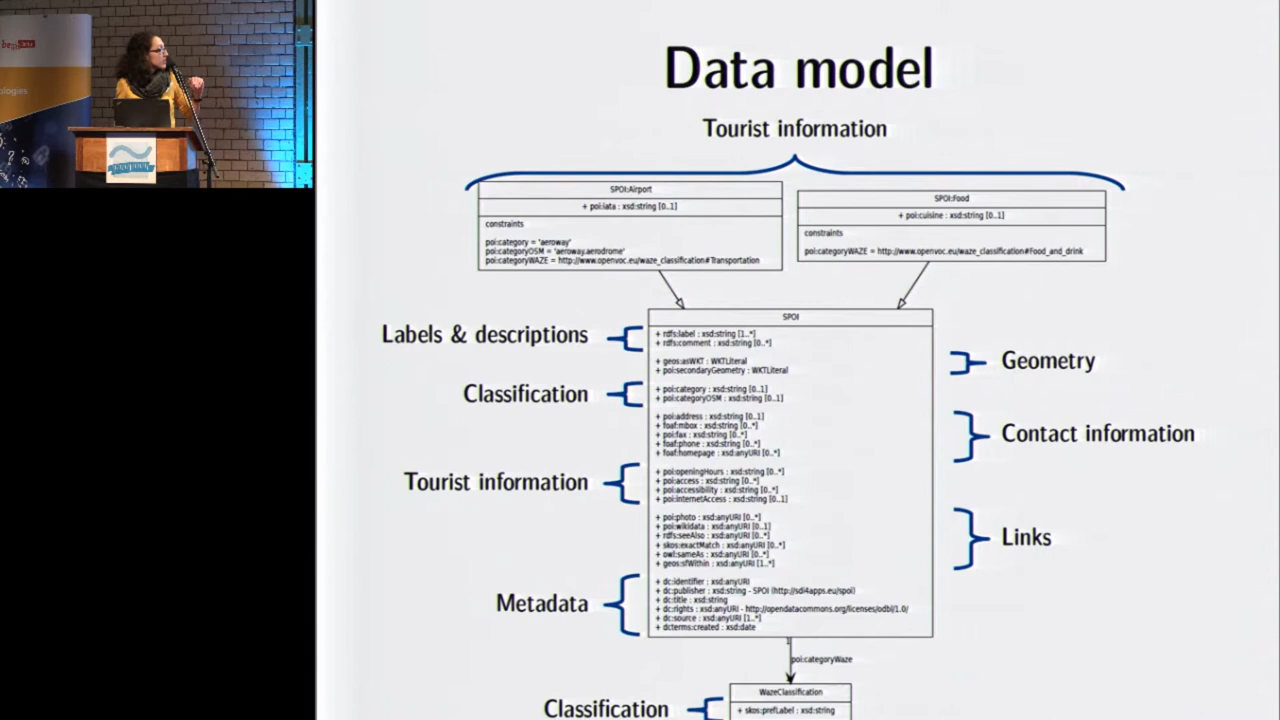 ologies
Data model
Tourist information
SPOI:Airport
+ poi:iata : xsd:string [0..1]
constraints
poi:category = 'aeroway'
poi:categoryOSM = 'aeroway.aerodrome'
poi:categoryWAZE = http://www.openvoc.eu/waze_classification#Transportation
SPOI:Food
+ poi:cuisine : xsd:string [0..1]
constraints
poi:categoryWAZE = http://www.openvoc.eu/waze_classification#Food_and_drink
SPOI
Labels & descriptions
+ rdfs:label : xsd:string [1..*]
+ rdfs:comment : xsd:string [0..*]
+ geos:asWKT : WKTLiteral
+ poi:secondaryGeometry : WKTLiteral
Geometry
Classification
+ poi:category : xsd:string [0..1]
+ poi:categoryOSM : xsd:string [0..1]
+ poi:address : xsd:string [0..1]
+ foaf:mbox : xsd:string [0..*]
+ poi:fax : xsd:string [0..*]
+ foaf:phone : xsd:string [0..*]
+ foaf:homepage : xsd:anyURI [0..*]
Contact information
Tourist information
+ poi:openingHours : xsd:string [0..*]
+ poi:access : xsd:string [0..*]
+ poi:accessibility : xsd:string [0..*]
+ poi:internetAccess : xsd:string [0..1]
+ poi:photo : xsd:anyURI [0..*]
+ poi:wikidata : xsd:anyURI [0..1]
+ rdfs:seeAlso : xsd:anyURI [0..*]
+ skos:exactMatch : xsd:anyURI [0..*]
+ owl:sameAs : xsd:anyURI [0..*]
+ geos:sfWithin : xsd:anyURI [1..*]
Links
Metadata
+ dc:identifier : xsd:anyURI
+ dc:publisher : xsd:string - SPOI (http://sdi4apps.eu/spoi)
+ dc:title : xsd:string
+ dc:rights : xsd:anyURI - http://opendatacommons.org/licenses/odbl/1.0/
+ dc:source : xsd:anyURI [1..*]
+ dcterms:created : xsd:date
1
poi:categoryWaze
WazeClassification
Classification
+ skos:prefLabel : xsd:string